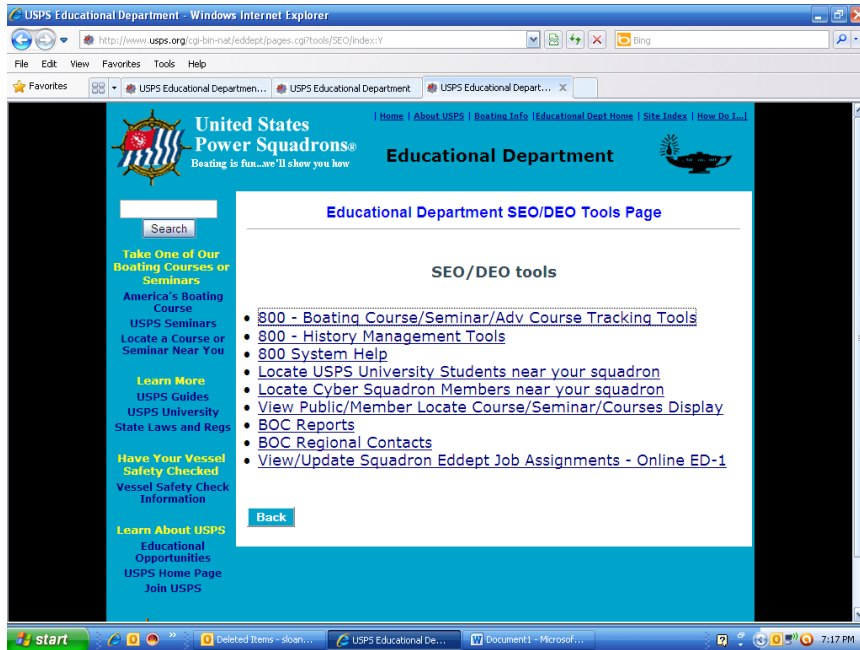 USPS Educational Department - Windows Internet Explorer
http://www.usps.org/cgi-bin-nat/eddept/pages.cgi?tools/SEO/index:Y
Bing
File Edit View Favorites Tools Help
Favorites
USPS Educational Departmen...
USPS Educational Department
USPS Educational Depart...
United States
Power Squadrons®
Boating is fun...we'll show you how
| Home | About USPS | Boating Info |Educational Dept Home | Site Index | How Do I...|
Educational Department
Search
Take One of Our
Boating Courses or
Seminars
America's Boating
Course
USPS Seminars
Locate a Course or
Seminar Near You
Learn More
USPS Guides
USPS University
State Laws and Regs
Have Your Vessel
Safety Checked
Vessel Safety Check
Information
Learn About USPS
Educational
Opportunities
USPS Home Page
Join USPS
Educational Department SEO/DEO Tools Page
SEO/DEO tools
800 - Boating Course/Seminar/Adv Course Tracking Tools
800 - History Management Tools
800 System Help
Locate USPS University Students near your squadron
Locate Cyber Squadron Members near your squadron
View Public/Member Locate Course/Seminar/Courses Display
BOC Reports
BOC Regional Contacts
View/Update Squadron Eddept Job Assignments - Online ED-1
Back
start
Deleted Items - sloan...
USPS Educational De...
Document1 - Microsof...
7:17 PM